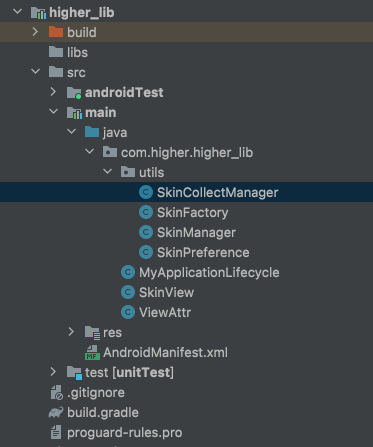 higher_lib
build
libs
src
androidTest
main
java
com.higher.higher_lib
utils
SkinCollectManager
SkinFactory
SkinManager
SkinPreference
MyApplicationLifecycle
SkinView
ViewAttr
res
AndroidManifest.xml
test [unitTest]
.gitignore
build.gradle
proguard-rules.pro